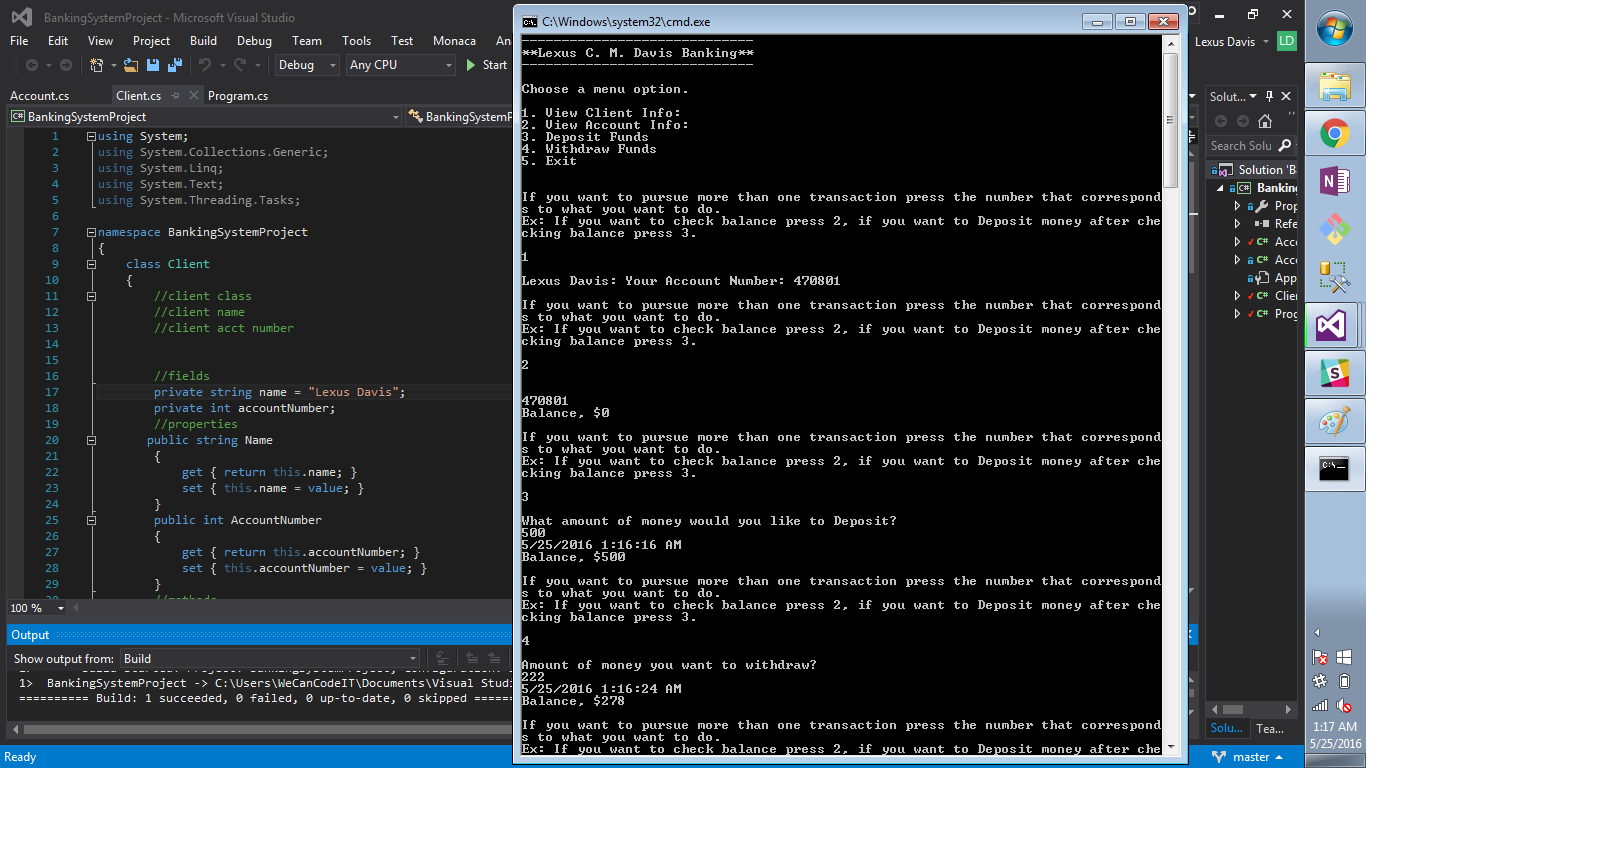 BankingSystemProject - Microsoft Visual Studio
File Edit View Project Build Debug Team Tools Test Monaca An
Debug Any CPU Start
Account.cs Client.cs Program.cs
BankingSystemProject BankingSystemP
1 using System;
2 using System.Collections.Generic;
3 using System.Linq;
4 using System.Text;
5 using System.Threading.Tasks;
6
7 namespace BankingSystemProject
8 {
9 class Client
10 {
11 //client class
12 //client name
13 //client acct number
14
15
16 //fields
17 private string name = "Lexus Davis";
18 private int accountNumber;
19 //properties
20 public string Name
21 {
22 get { return this.name; }
23 set { this.name = value; }
24 }
25 public int AccountNumber
26 {
27 get { return this.accountNumber; }
28 set { this.accountNumber = value; }
29 }
100 %
Output
Show output from: Build
1> BankingSystemProject -> C:\Users\WeCanCodeIT\Documents\Visual Studi
========== Build: 1 succeeded, 0 failed, 0 up-to-date, 0 skipped =====
Ready
C:\Windows\system32\cmd.exe
-----------------------------
**Lexus C. M. Davis Banking**
-----------------------------
Choose a menu option.
1. View Client Info:
2. View Account Info:
3. Deposit Funds
4. Withdraw Funds
5. Exit
If you want to pursue more than one transaction press the number that correspond
s to what you want to do.
Ex: If you want to check balance press 2, if you want to Deposit money after che
cking balance press 3.
1
Lexus Davis: Your Account Number: 470801
If you want to pursue more than one transaction press the number that correspond
s to what you want to do.
Ex: If you want to check balance press 2, if you want to Deposit money after che
cking balance press 3.
2
470801
Balance, $0
If you want to pursue more than one transaction press the number that correspond
s to what you want to do.
Ex: If you want to check balance press 2, if you want to Deposit money after che
cking balance press 3.
3
What amount of money would you like to Deposit?
500
5/25/2016 1:16:16 AM
Balance, $500
If you want to pursue more than one transaction press the number that correspond
s to what you want to do.
Ex: If you want to check balance press 2, if you want to Deposit money after che
cking balance press 3.
4
Amount of money you want to withdraw?
222
5/25/2016 1:16:24 AM
Balance, $278
If you want to pursue more than one transaction press the number that correspond
s to what you want to do.
Ex: If you want to check balance press 2, if you want to Deposit money after che
Lexus Davis LD
Solut...
Search Solu
Solution 'B
Bankin
Prop
Refe
Acco
Acco
App
Clie
Prog
Solu... Tea...
master
1:17 AM
5/25/2016